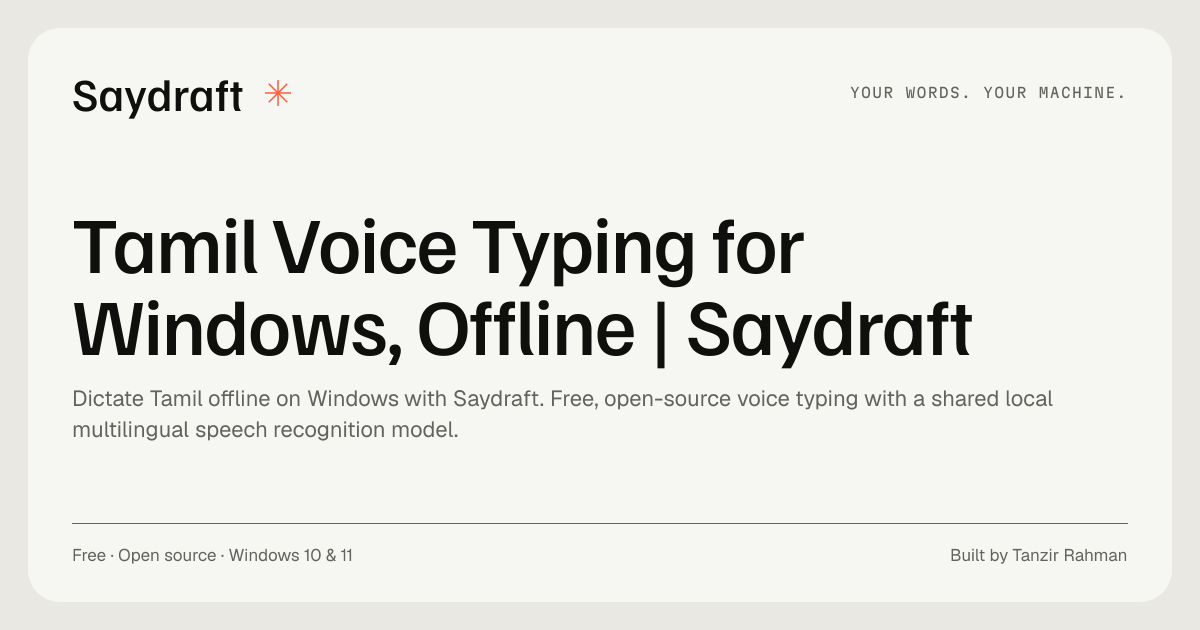 Saydraft
YOUR WORDS. YOUR MACHINE.
Tamil Voice Typing for
Windows, Offline | Saydraft
Dictate Tamil offline on Windows with Saydraft. Free, open-source voice typing with a shared local
multilingual speech recognition model.
Free · Open source · Windows 10 & 11
Built by Tanzir Rahman